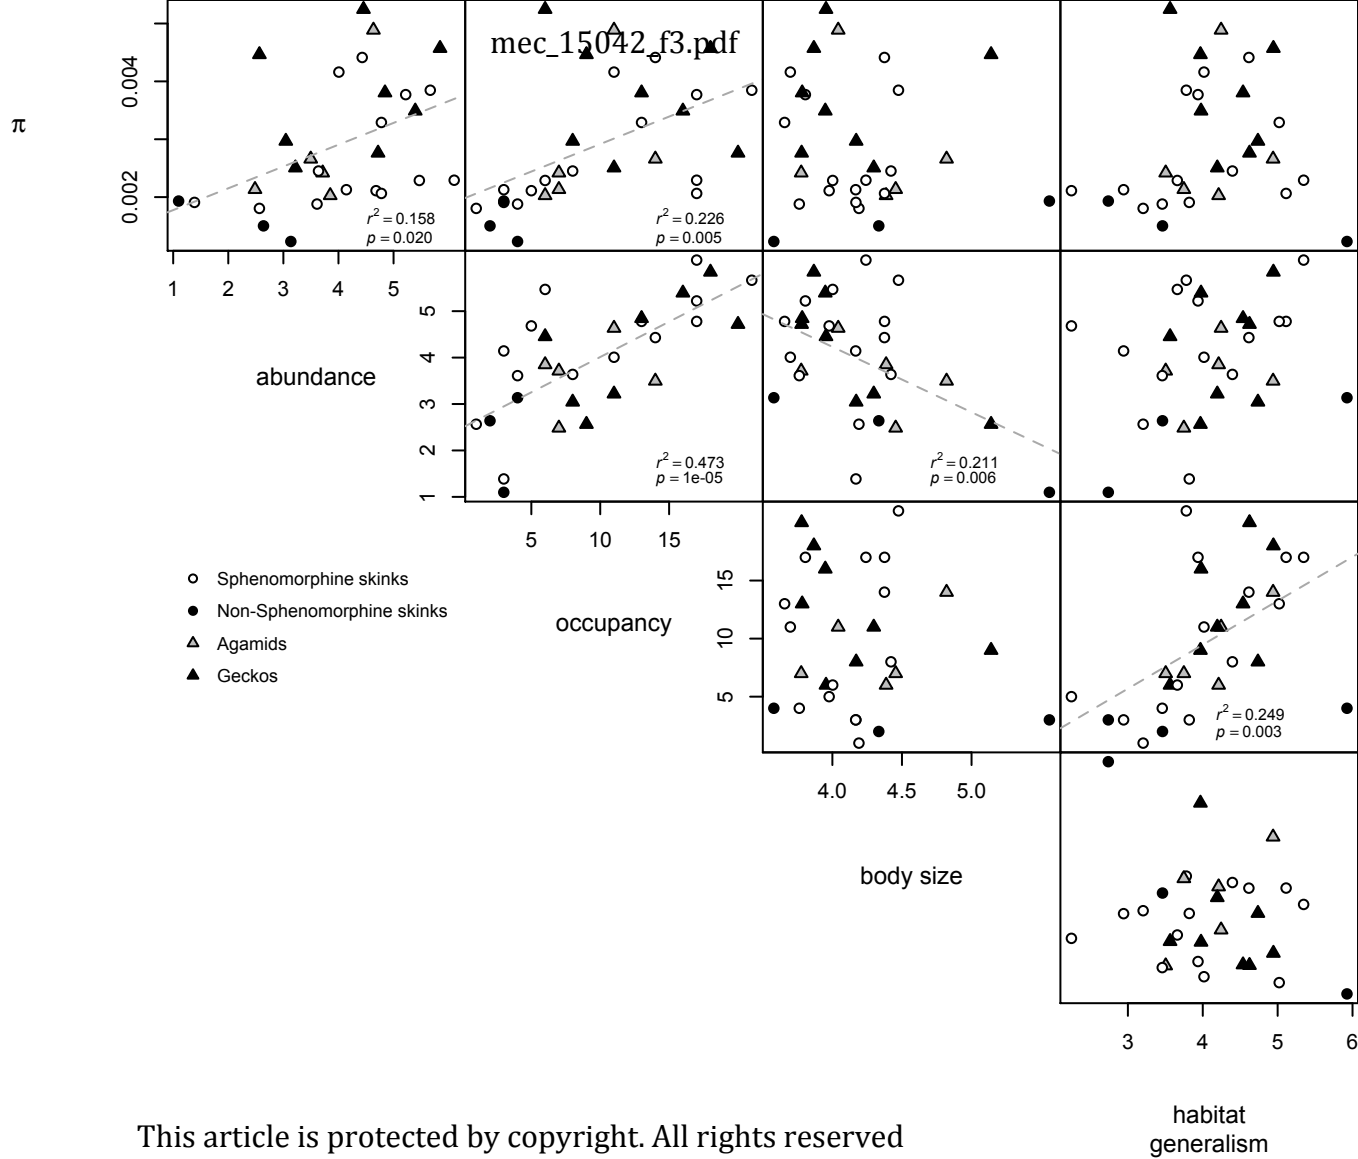 mec_15042_f3.pdf
π
0.002
0.004
r² = 0.158
p = 0.020
r² = 0.226
p = 0.005
1 2 3 4 5
abundance
1 2 3 4 5
r² = 0.473
p = 1e-05
r² = 0.211
p = 0.006
5 10 15
Sphenomorphine skinks
Non-Sphenomorphine skinks
Agamids
Geckos
occupancy
5 10 15
r² = 0.249
p = 0.003
4.0 4.5 5.0
body size
3 4 5 6
habitat
generalism
This article is protected by copyright. All rights reserved